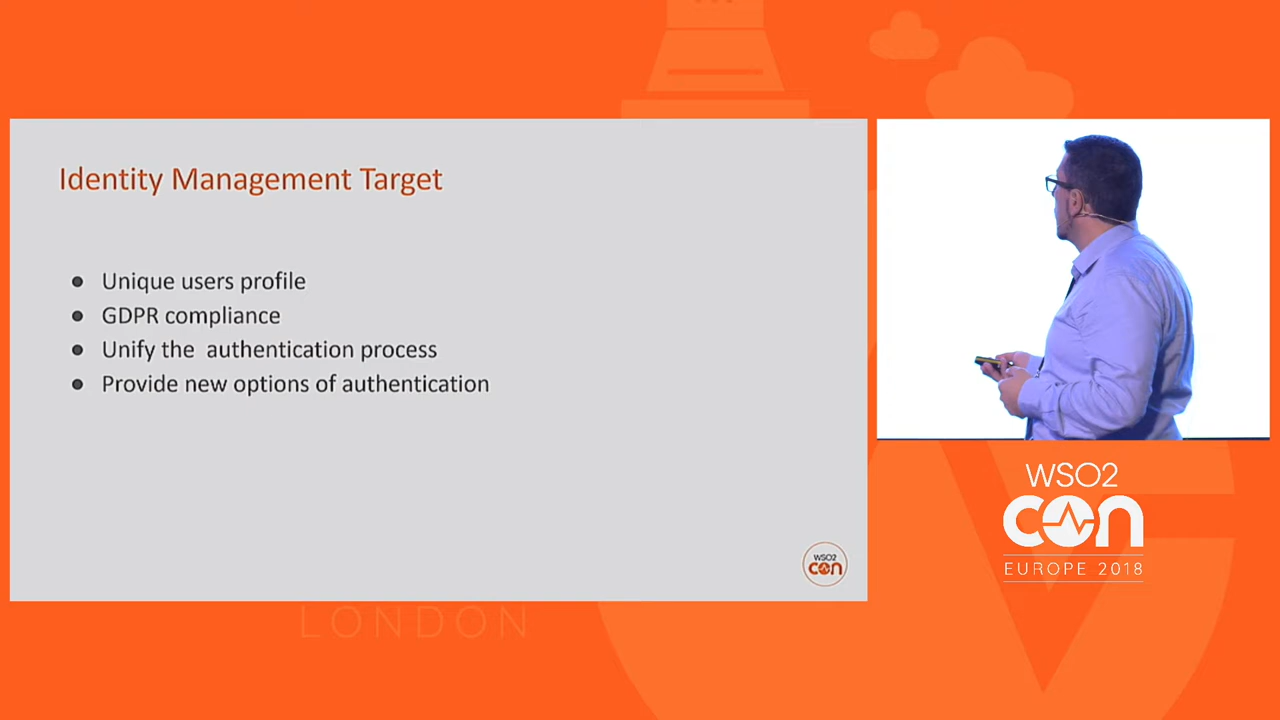 Identity Management Target
Unique users profile
GDPR compliance
Unify the  authentication process
Provide new options of authentication
WSO2
CON
WSO2
CON
EUROPE 2018
LONDON